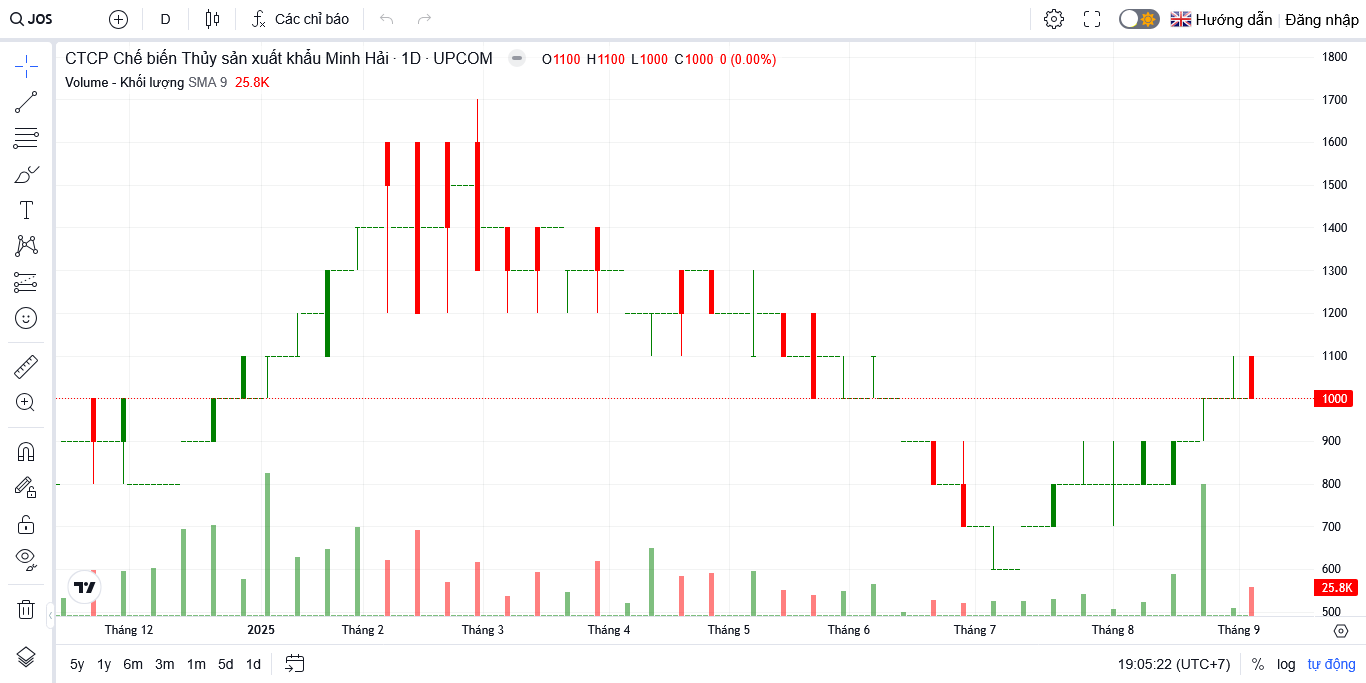 JOS D Các chỉ báo Hướng dẫn Đăng nhập
CTCP Chế biến Thủy sản xuất khẩu Minh Hải · 1D · UPCOM O1100 H1100 L1000 C1000 0 (0.00%)
Volume - Khối lượng SMA 9 25.8K
1800
1700
1600
1500
1400
1300
1200
1100
1000
900
800
700
600
25.8K
500
Tháng 12 2025 Tháng 2 Tháng 3 Tháng 4 Tháng 5 Tháng 6 Tháng 7 Tháng 8 Tháng 9
5y 1y 6m 3m 1m 5d 1d 19:05:22 (UTC+7) % log tự động